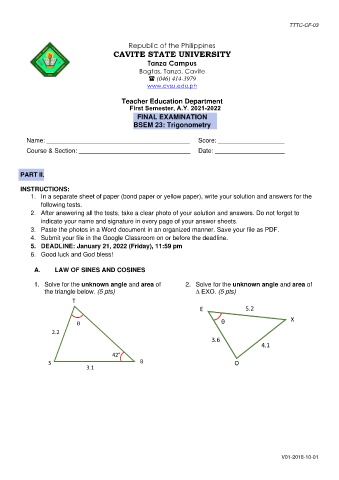 TTTC-GF-03
Republic of the Philippines
CAVITE STATE UNIVERSITY
Tanza Campus
Bagtas, Tanza, Cavite
☎ (046) 414-3979
www.cvsu.edu.ph
Teacher Education Department
First Semester, A.Y. 2021-2022
FINAL EXAMINATION
BSEM 23: Trigonometry
Name: Score:
Course & Section: Date:
PART II.
INSTRUCTIONS:
1. In a separate sheet of paper (bond paper or yellow paper), write your solution and answers for the
following tests.
2. After answering all the tests, take a clear photo of your solution and answers. Do not forget to
indicate your name and signature in every page of your answer sheets.
3. Paste the photos in a Word document in an organized manner. Save your file as PDF.
4. Submit your file in the Google Classroom on or before the deadline.
5. DEADLINE: January 21, 2022 (Friday), 11:59 pm
6. Good luck and God bless!
A. LAW OF SINES AND COSINES
1. Solve for the unknown angle and area of
the triangle below. (5 pts)
T
θ
2.2
42°
S
B
3.1
2. Solve for the unknown angle and area of
∆ EXO. (5 pts)
E
5.2
X
θ
3.6
4.1
O
V01-2018-10-01